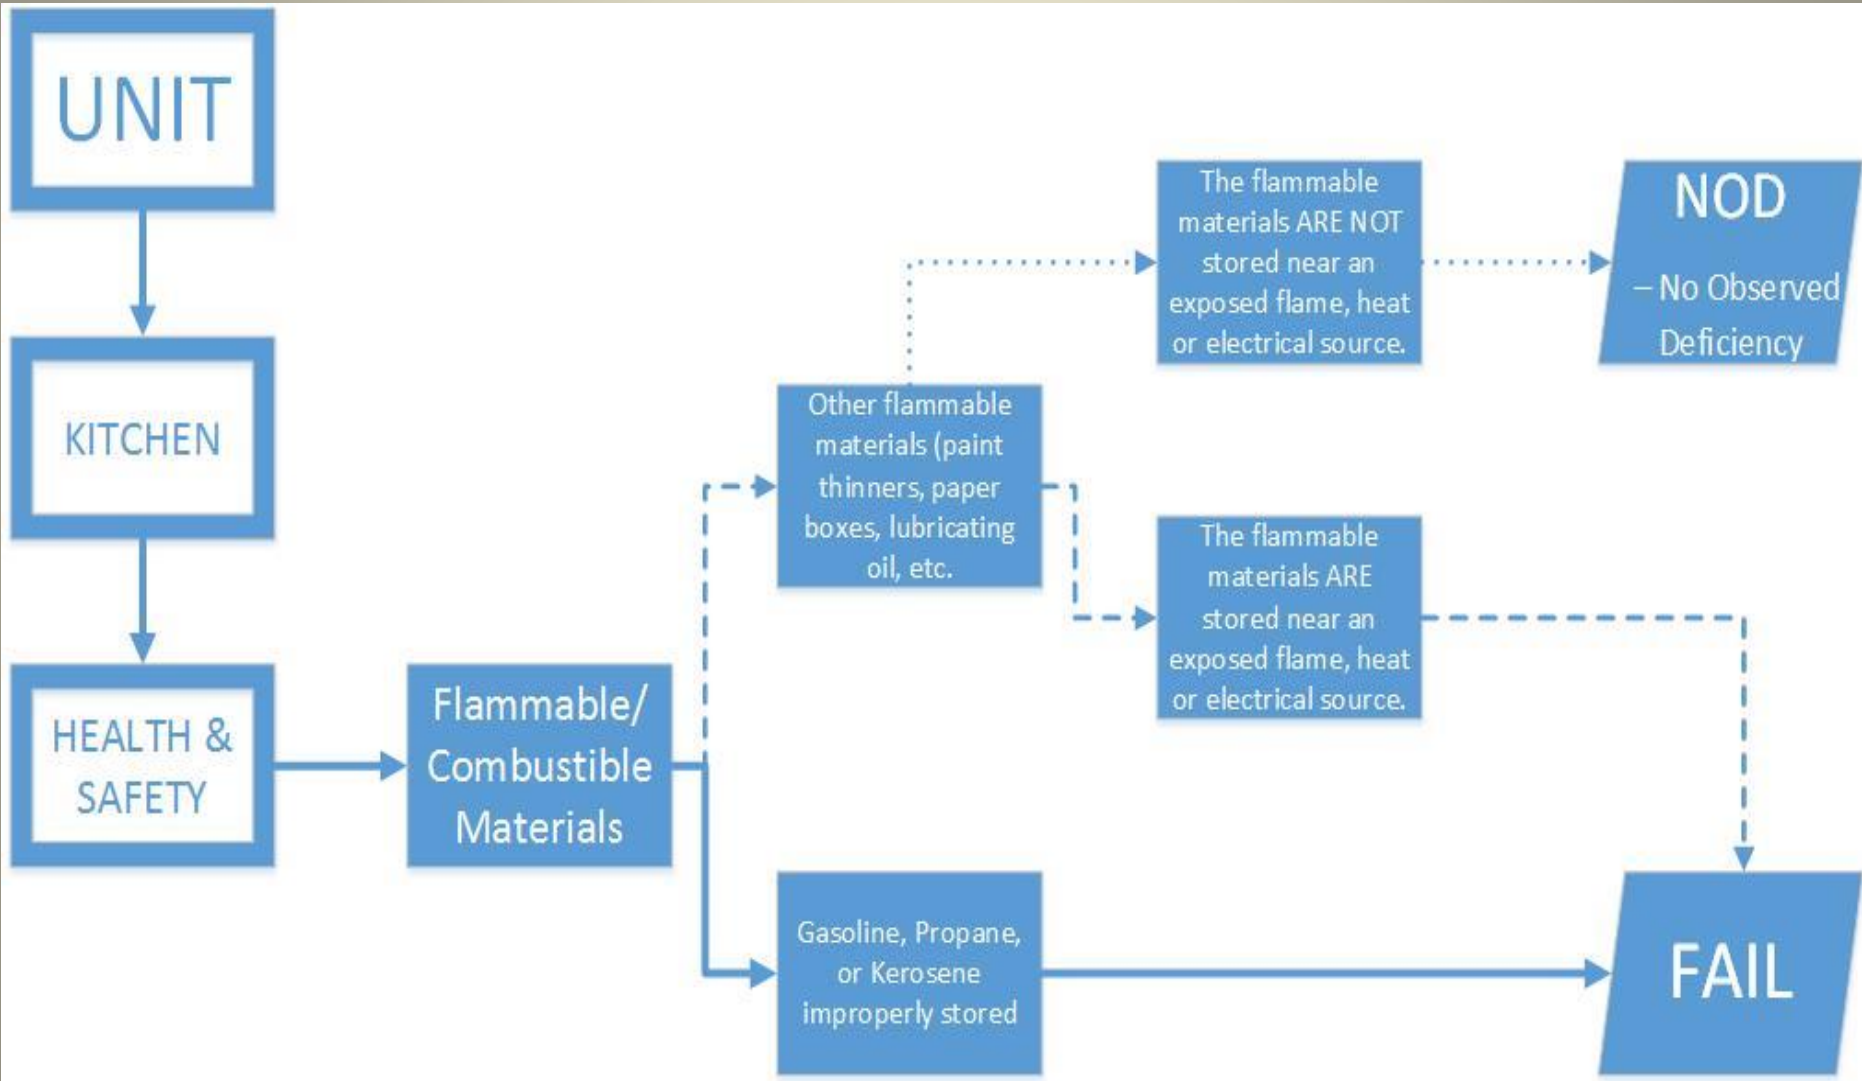 UNIT
KITCHEN
HEALTH &
SAFETY
Flammable/
Combustible
Materials
Other flammable
materials (paint
thinners, paper
boxes, lubricating
oil, etc.
Gasoline, Propane,
or Kerosene
improperly stored
The flammable
materials ARE NOT
stored near an
exposed flame, heat
or electrical source.
The flammable
materials ARE
stored near an
exposed flame, heat
or electrical source.
NOD
– No Observed
Deficiency
FAIL